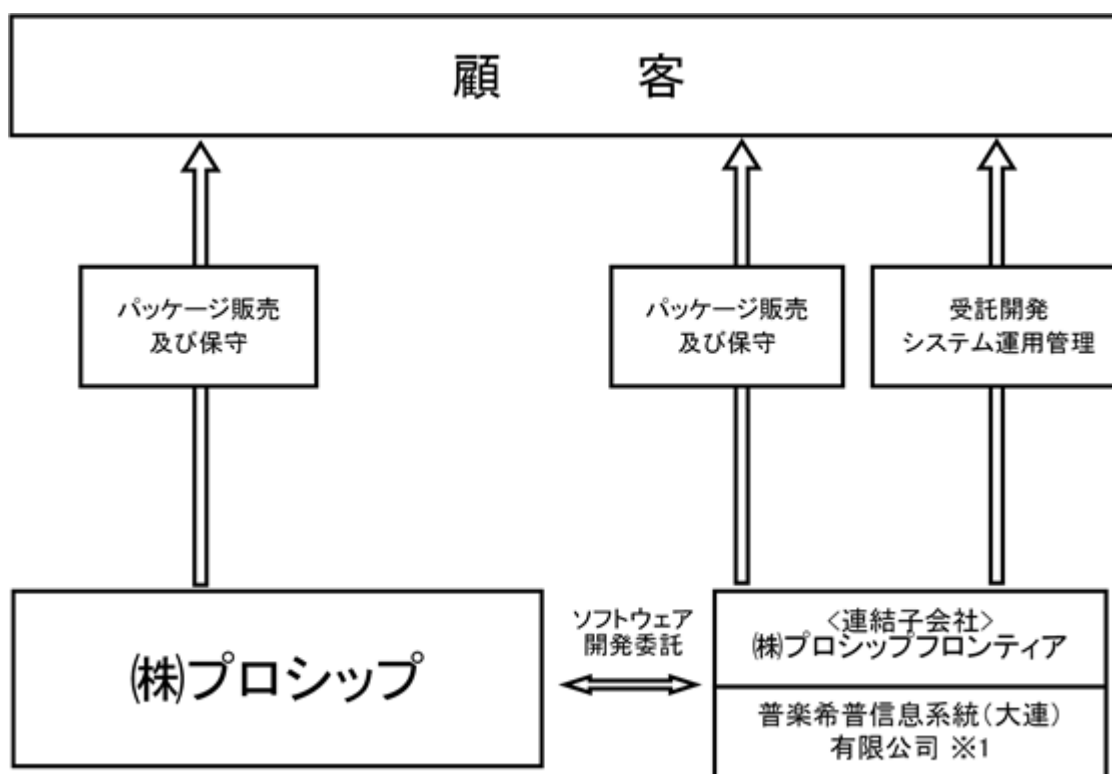 顧 客
パッケージ販売
及び保守
パッケージ販売
及び保守
受託開発
システム運用管理
㈱プロシップ
ソフトウェア
開発委託
<連結子会社>
㈱プロシップフロンティア
普楽希普信息系統(大連)
有限公司 ※1